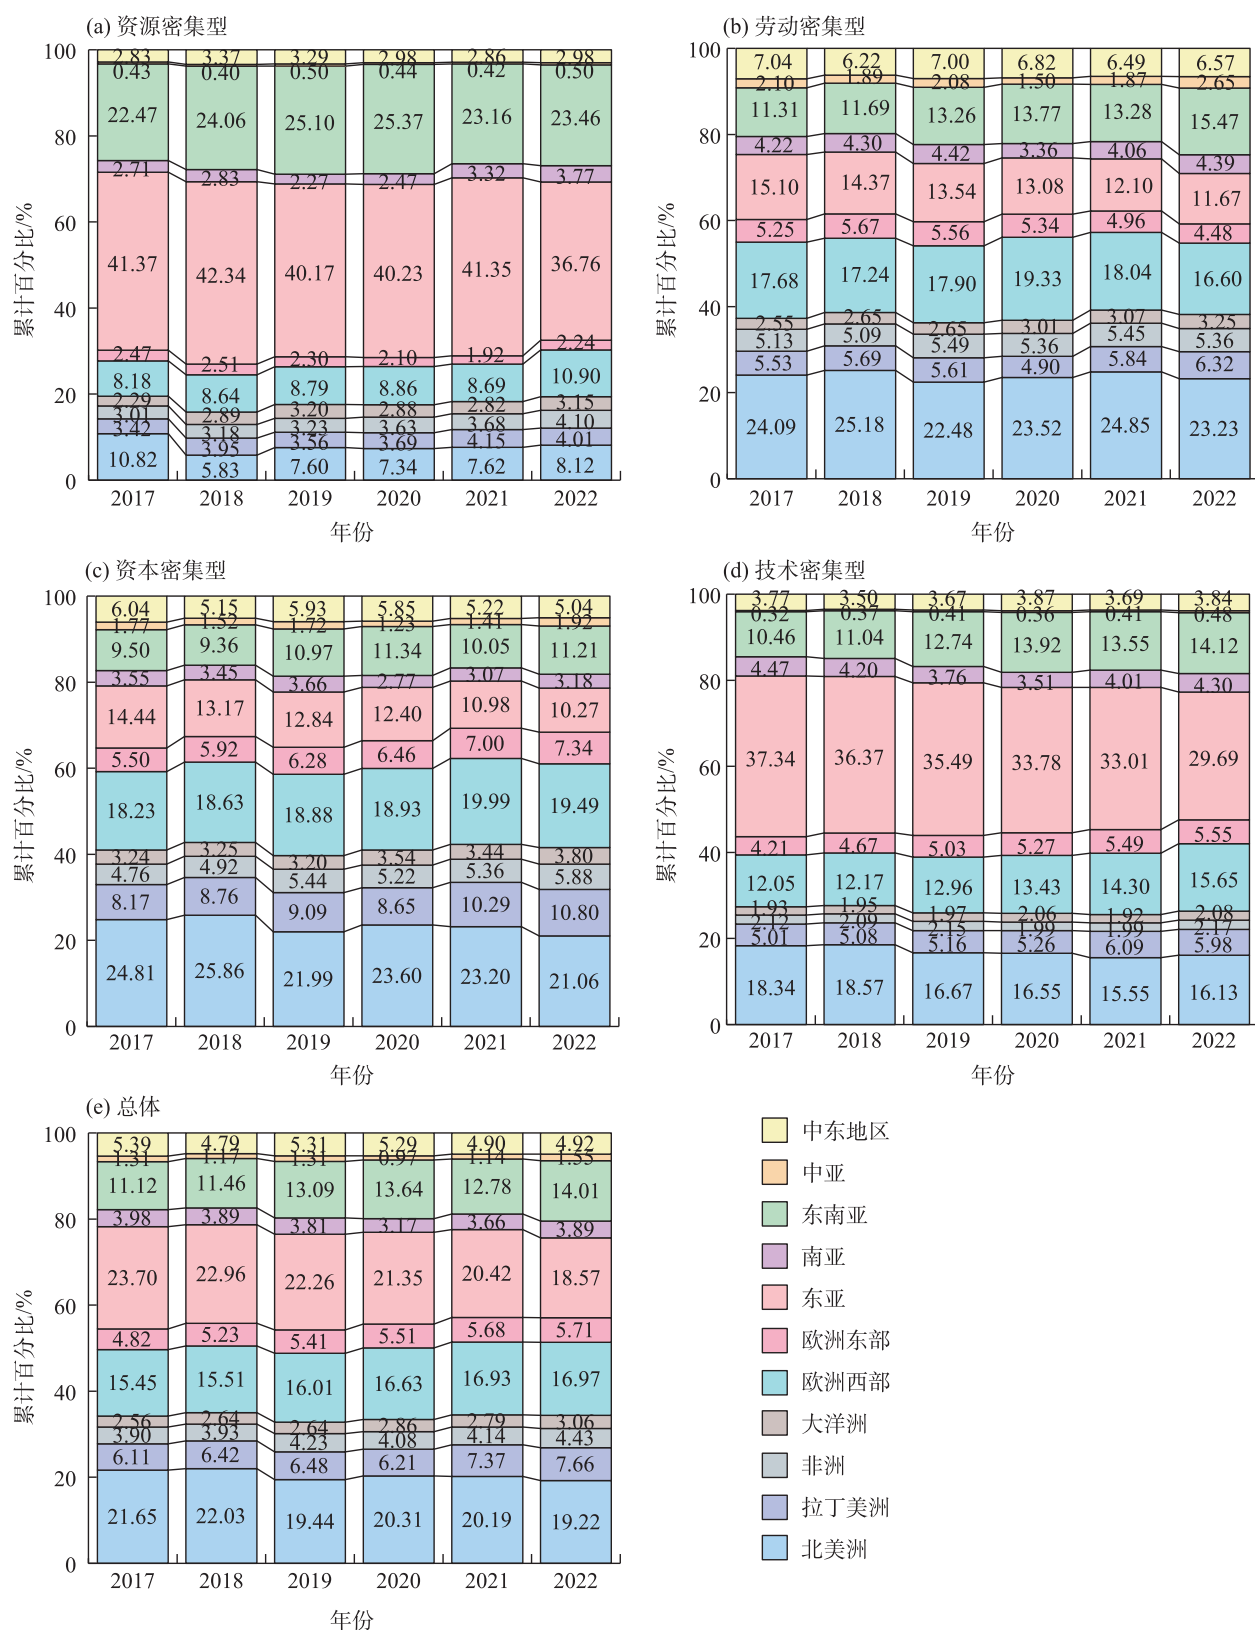 (a) 资源密集型
累计百分比/%
100
80
60
40
20
0
2.83 3.37 3.29 2.98 2.86 2.98
0.43 0.40 0.50 0.44 0.42 0.50
22.47 24.06 25.10 25.37 23.16 23.46
2.71 2.83 2.27 2.47 3.32 3.77
41.37 42.34 40.17 40.23 41.35 36.76
2.47 2.51 2.30 2.10 1.92 2.24
8.18 8.64 8.79 8.86 8.69 10.90
2.29 2.89 3.20 2.88 2.82 3.15
3.01 3.18 3.23 3.63 3.68 4.10
3.42 3.95 3.56 3.69 4.15 4.01
10.82 5.83 7.60 7.34 7.62 8.12
2017 2018 2019 2020 2021 2022
年份
(b) 劳动密集型
累计百分比/%
100
80
60
40
20
0
7.04 6.22 7.00 6.82 6.49 6.57
2.10 1.89 2.08 1.50 1.87 2.65
11.31 11.69 13.26 13.77 13.28 15.47
4.22 4.30 4.42 3.36 4.06 4.39
15.10 14.37 13.54 13.08 12.10 11.67
5.25 5.67 5.56 5.34 4.96 4.48
17.68 17.24 17.90 19.33 18.04 16.60
2.55 2.65 2.65 3.01 3.07 3.25
5.13 5.09 5.49 5.36 5.45 5.36
5.53 5.69 5.61 4.90 5.84 6.32
24.09 25.18 22.48 23.52 24.85 23.23
2017 2018 2019 2020 2021 2022
年份
(c) 资本密集型
累计百分比/%
100
80
60
40
20
0
6.04 5.15 5.93 5.85 5.22 5.04
1.77 1.52 1.72 1.23 1.41 1.92
9.50 9.36 10.97 11.34 10.05 11.21
3.55 3.45 3.66 2.77 3.07 3.18
14.44 13.17 12.84 12.40 10.98 10.27
5.50 5.92 6.28 6.46 7.00 7.34
18.23 18.63 18.88 18.93 19.99 19.49
3.24 3.25 3.20 3.54 3.44 3.80
4.76 4.92 5.44 5.22 5.36 5.88
8.17 8.76 9.09 8.65 10.29 10.80
24.81 25.86 21.99 23.60 23.20 21.06
2017 2018 2019 2020 2021 2022
年份
(d) 技术密集型
累计百分比/%
100
80
60
40
20
0
3.77 3.50 3.67 3.87 3.69 3.84
0.32 0.37 0.41 0.36 0.41 0.48
10.46 11.04 12.74 13.92 13.55 14.12
4.47 4.20 3.76 3.51 4.01 4.30
37.34 36.37 35.49 33.78 33.01 29.69
4.21 4.67 5.03 5.27 5.49 5.55
12.05 12.17 12.96 13.43 14.30 15.65
1.93 1.95 1.97 2.06 1.92 2.08
2.12 2.09 2.15 1.99 1.99 2.17
5.01 5.08 5.16 5.26 6.09 5.98
18.34 18.57 16.67 16.55 15.55 16.13
2017 2018 2019 2020 2021 2022
年份
(e) 总体
累计百分比/%
100
80
60
40
20
0
5.39 4.79 5.31 5.29 4.90 4.92
1.31 1.17 1.31 0.97 1.14 1.55
11.12 11.46 13.09 13.64 12.78 14.01
3.98 3.89 3.81 3.17 3.66 3.89
23.70 22.96 22.26 21.35 20.42 18.57
4.82 5.23 5.41 5.51 5.68 5.71
15.45 15.51 16.01 16.63 16.93 16.97
2.56 2.64 2.64 2.86 2.79 3.06
3.90 3.93 4.23 4.08 4.14 4.43
6.11 6.42 6.48 6.21 7.37 7.66
21.65 22.03 19.44 20.31 20.19 19.22
2017 2018 2019 2020 2021 2022
年份
中东地区
中亚
东南亚
南亚
东亚
欧洲东部
欧洲西部
大洋洲
非洲
拉丁美洲
北美洲